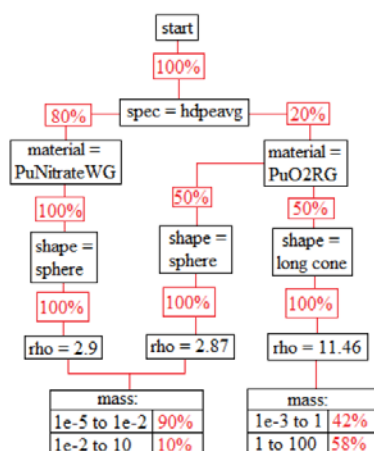 start
100%
80%
spec = hdpeavg
20%
material =
PuNitrateWG
material =
PuO2RG
100%
50%
50%
shape =
sphere
shape =
sphere
shape =
long cone
100%
100%
100%
rho = 2.9
rho = 2.87
rho = 11.46
mass:
1e-5 to 1e-2 90%
1e-2 to 10 10%
mass:
1e-3 to 1 42%
1 to 100 58%